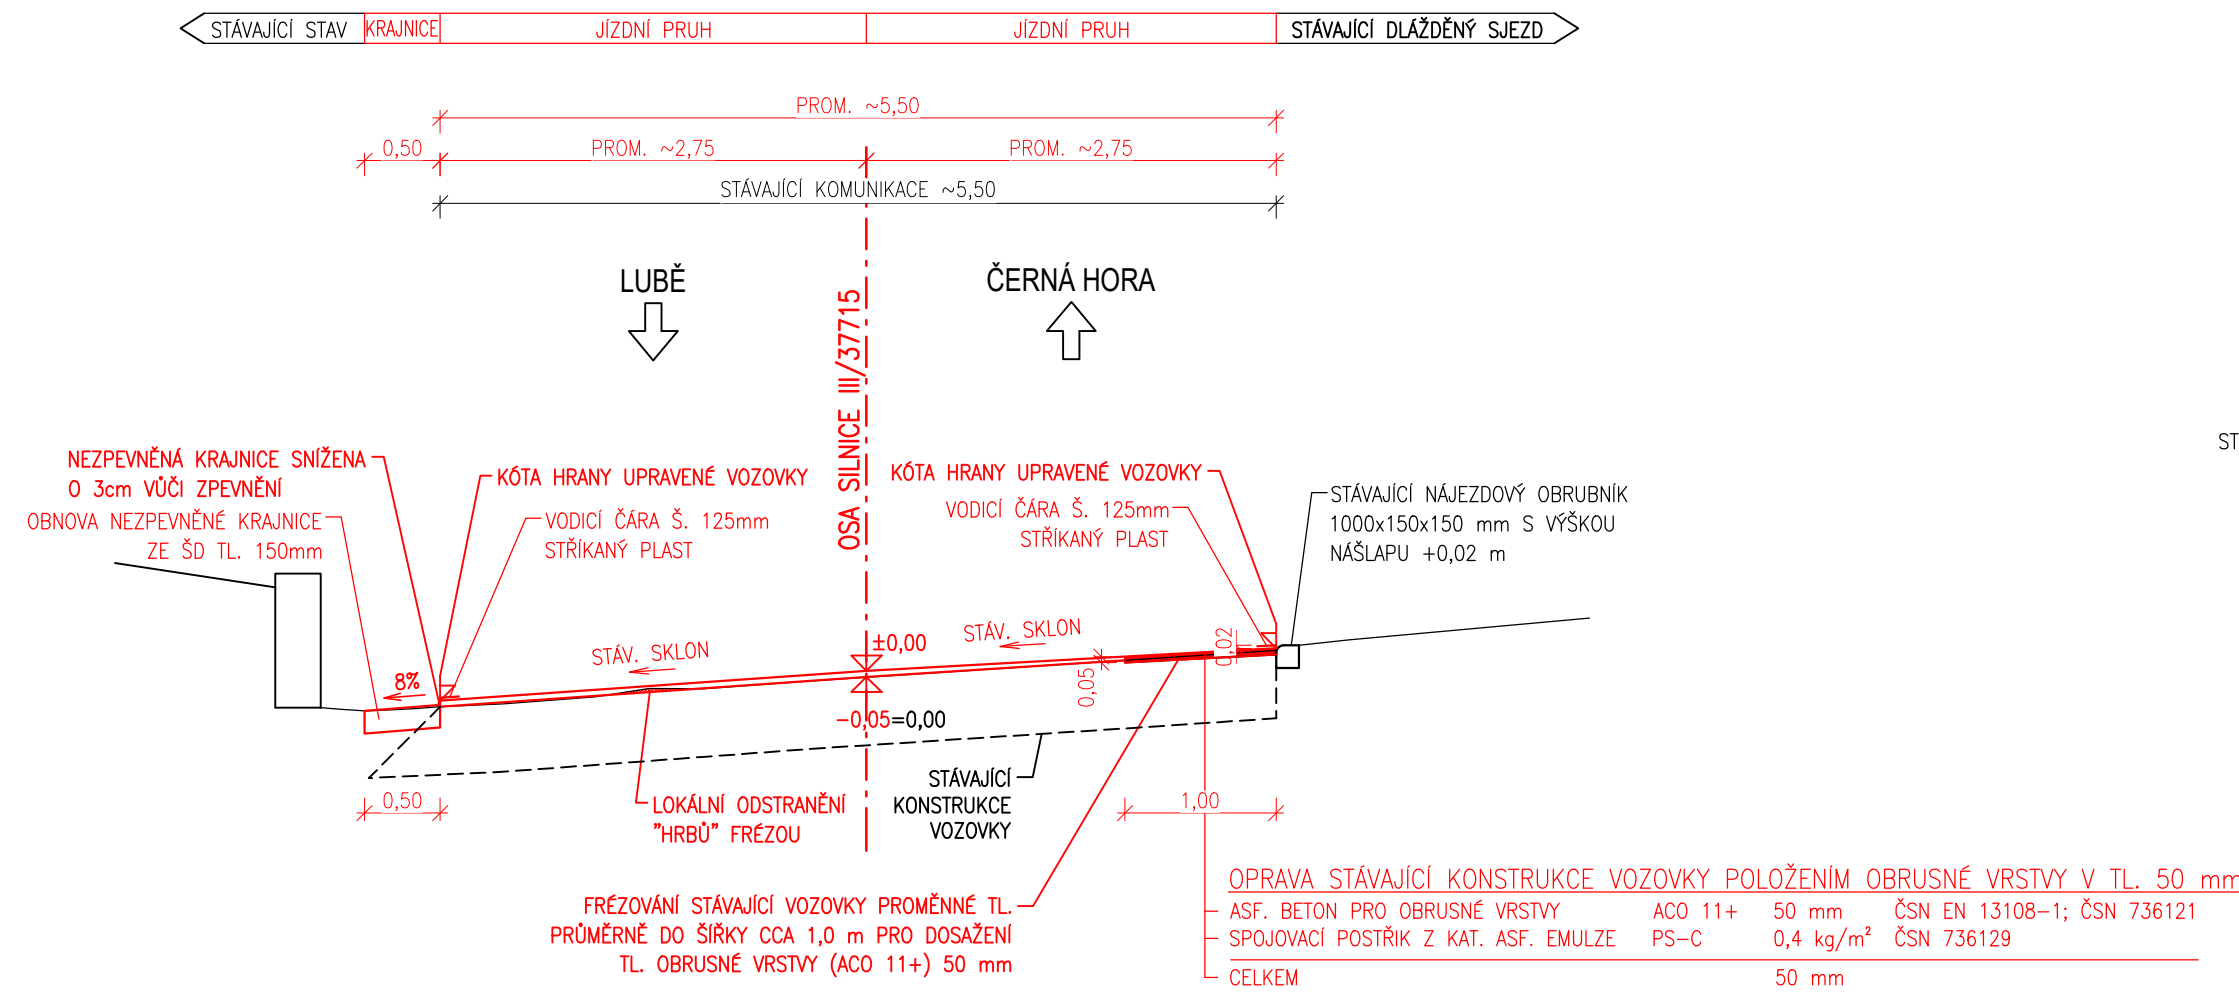 STÁVAJÍCÍ STAV KRAJNICE JÍZDNÍ PRUH JÍZDNÍ PRUH STÁVAJÍCÍ DLÁŽDĚNÝ SJEZD
PROM. ~5,50
0,50 PROM. ~2,75 PROM. ~2,75
STÁVAJÍCÍ KOMUNIKACE ~5,50
LUBĚ
ČERNÁ HORA
OSA SILNICE III/37715
NEZPEVNĚNÁ KRAJNICE SNÍŽENA
O 3cm VŮČI ZPEVNĚNÍ
OBNOVA NEZPEVNĚNÉ KRAJNICE
ZE ŠD TL. 150mm
KÓTA HRANY UPRAVENÉ VOZOVKY
VODICÍ ČÁRA Š. 125mm
STŘÍKANÝ PLAST
KÓTA HRANY UPRAVENÉ VOZOVKY
VODICÍ ČÁRA Š. 125mm
STŘÍKANÝ PLAST
STÁVAJÍCÍ NÁJEZDOVÝ OBRUBNÍK
1000x150x150 mm S VÝŠKOU
NÁŠLAPU +0,02 m
ST
8%
STÁV. SKLON
±0,00
STÁV. SKLON
0,02
0,05
-0,05=0,00
0,50
LOKÁLNÍ ODSTRANĚNÍ
"HRBŮ" FRÉZOU
STÁVAJÍCÍ
KONSTRUKCE
VOZOVKY
1,00
FRÉZOVÁNÍ STÁVAJÍCÍ VOZOVKY PROMĚNNÉ TL.
PRŮMĚRNĚ DO ŠÍŘKY CCA 1,0 m PRO DOSAŽENÍ
TL. OBRUSNÉ VRSTVY (ACO 11+) 50 mm
OPRAVA STÁVAJÍCÍ KONSTRUKCE VOZOVKY POLOŽENÍM OBRUSNÉ VRSTVY V TL. 50 mm
ASF. BETON PRO OBRUSNÉ VRSTVY ACO 11+ 50 mm ČSN EN 13108-1; ČSN 736121
SPOJOVACÍ POSTŘIK Z KAT. ASF. EMULZE PS-C 0,4 kg/m² ČSN 736129
CELKEM 50 mm